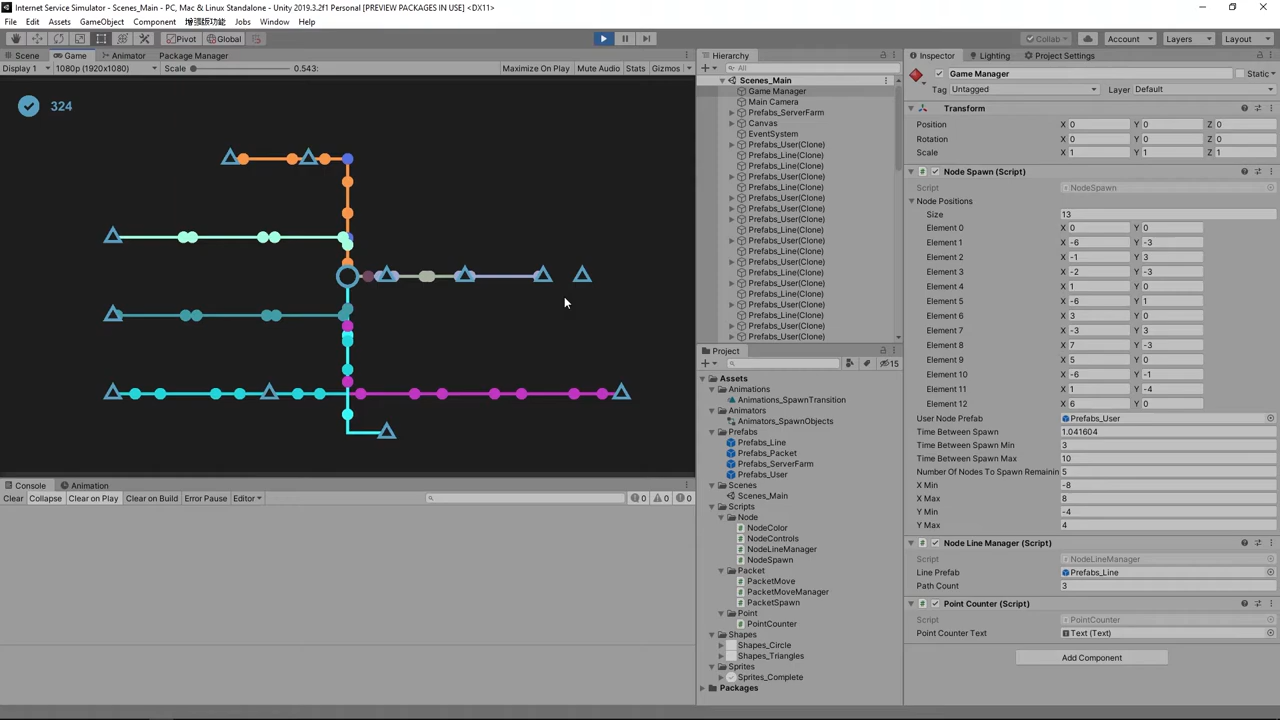 Internet Service Simulator - Scenes_Main - PC, Mac & Linux Standalone - Unity 2019.3.2f1 Personal [PREVIEW PACKAGES IN USE] <DX11>
File Edit Assets GameObject Component 增强版功能 Jobs Window Help
Pivot Global Collab Account Layers Layout
Scene Game Animator Package Manager
Display 1 1080p (1920x1080) Scale 0.543: Maximize On Play Mute Audio Stats Gizmos
324
Console Animation
Clear Collapse Clear on Play Clear on Build Error Pause Editor 0 0 0
Hierarchy
All
Scenes_Main
Game Manager
Main Camera
Prefabs_ServerFarm
Canvas
EventSystem
Prefabs_User(Clone)
Prefabs_Line(Clone)
Prefabs_Line(Clone)
Prefabs_User(Clone)
Prefabs_Line(Clone)
Prefabs_User(Clone)
Prefabs_User(Clone)
Prefabs_User(Clone)
Prefabs_Line(Clone)
Prefabs_User(Clone)
Prefabs_Line(Clone)
Prefabs_User(Clone)
Prefabs_Line(Clone)
Prefabs_User(Clone)
Prefabs_Line(Clone)
Prefabs_User(Clone)
Prefabs_Line(Clone)
Prefabs_User(Clone)
Prefabs_User(Clone)
Project
15
Assets
Animations
Animations_SpawnTransition
Animators
Animators_SpawnObjects
Prefabs
Prefabs_Line
Prefabs_Packet
Prefabs_ServerFarm
Prefabs_User
Scenes
Scenes_Main
Scripts
Node
NodeColor
NodeControls
NodeLineManager
NodeSpawn
Packet
PacketMove
PacketMoveManager
PacketSpawn
Point
PointCounter
Shapes
Shapes_Circle
Shapes_Triangles
Sprites
Sprites_Complete
Packages
Inspector Lighting Project Settings
Game Manager Static
Tag Untagged Layer Default
Transform
Position X 0 Y 0 Z 0
Rotation X 0 Y 0 Z 0
Scale X 1 Y 1 Z 1
Node Spawn (Script)
Script NodeSpawn
Node Positions
Size 13
Element 0 X 0 Y 0
Element 1 X -6 Y -3
Element 2 X -1 Y 3
Element 3 X -2 Y -3
Element 4 X 1 Y 0
Element 5 X -6 Y 1
Element 6 X 3 Y 0
Element 7 X -3 Y 3
Element 8 X 7 Y -3
Element 9 X 5 Y 0
Element 10 X -6 Y -1
Element 11 X 1 Y -4
Element 12 X 6 Y 0
User Node Prefab Prefabs_User
Time Between Spawn 1.041604
Time Between Spawn Min 3
Time Between Spawn Max 10
Number Of Nodes To Spawn Remainin 5
X Min -8
X Max 8
Y Min -4
Y Max 4
Node Line Manager (Script)
Script NodeLineManager
Line Prefab Prefabs_Line
Path Count 3
Point Counter (Script)
Script PointCounter
Point Counter Text Text (Text)
Add Component